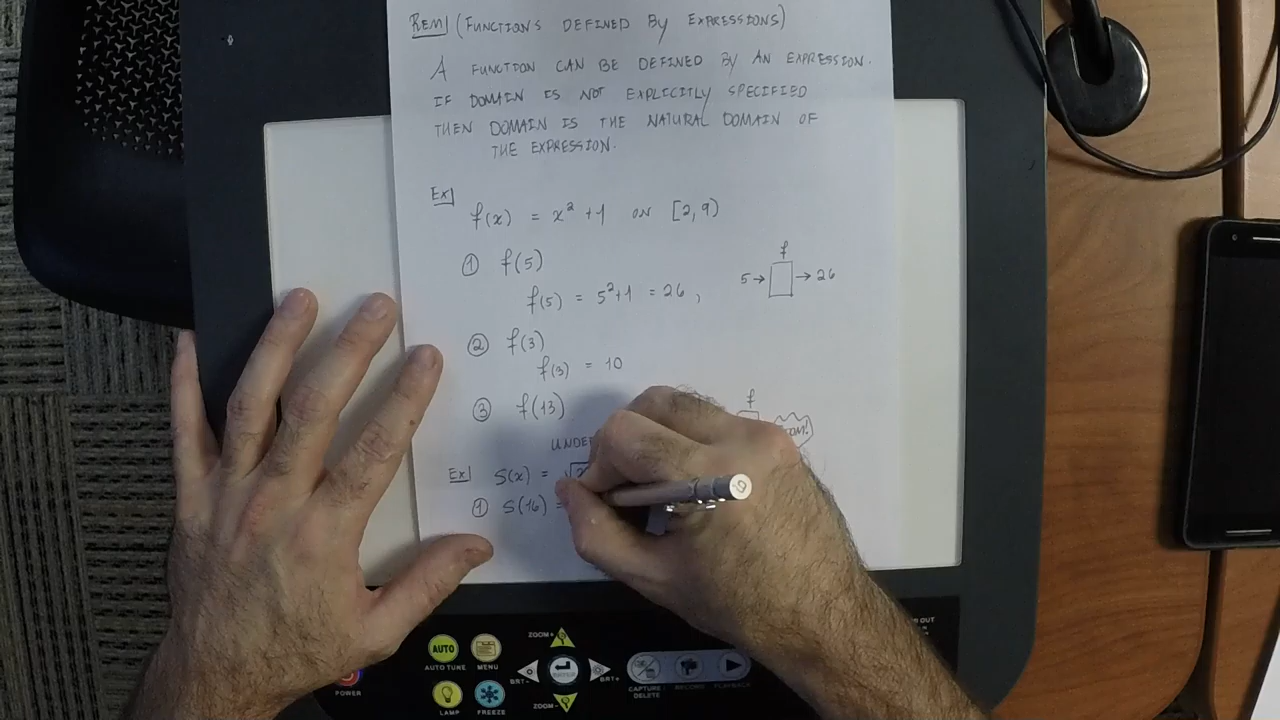 REM (FUNCTIONS DEFINED BY EXPRESSIONS)
A FUNCTION CAN BE DEFINED BY AN EXPRESSION.
IF DOMAIN IS NOT EXPLICITLY SPECIFIED
THEN DOMAIN IS THE NATURAL DOMAIN OF
THE EXPRESSION.
Ex
f(x) = x² + 1 ON [2, 9)
① f(5)
f
5 → → 26
f(5) = 5²+1 = 26,
② f(3)
f(3) = 10
③ f(13)
f
Ex S(x) =
① S(16) =
ZOOM+
AUTO
AUTO TUNE
MENU
BRT-
BRT+
POWER
LAMP
FREEZE
ZOOM-
CAPTURE/
DELETE
RECORD
PLAYBACK